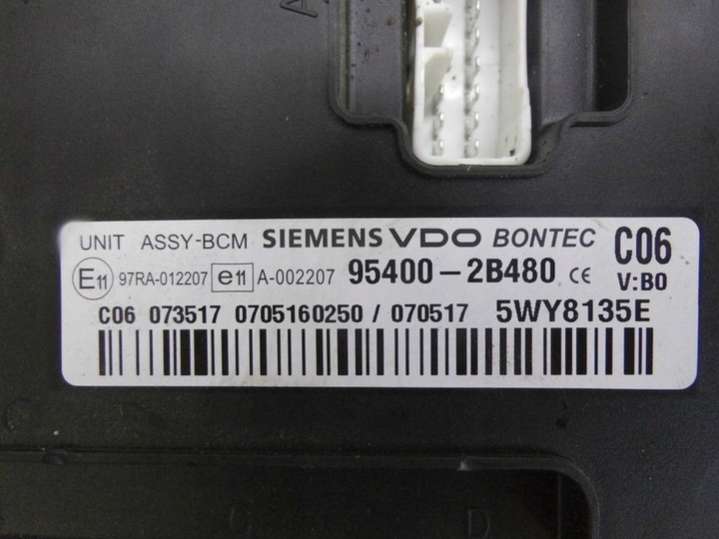 UNIT ASSY-BCM SIEMENS VDO BONTEC C06
E11 97RA-012207 e11 A-002207 95400-2B480 CE V:B0
C06 073517 0705160250 / 070517 5WY8135E